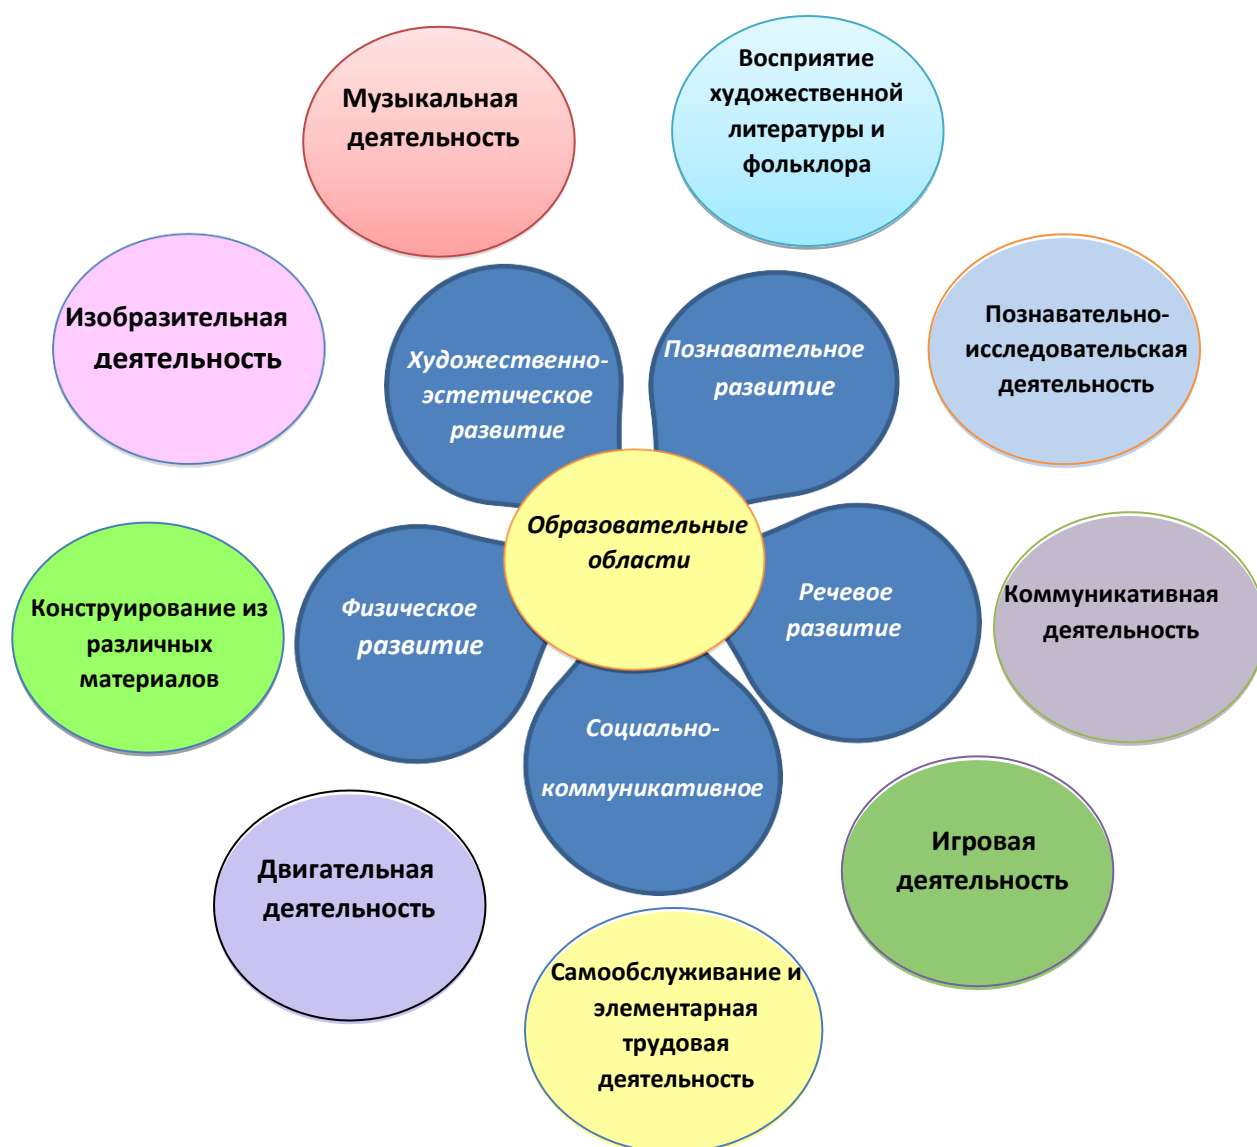 Музыкальная
деятельность
Восприятие
художественной
литературы и
фольклора
Изобразительная
деятельность
Познавательно-
исследовательская
деятельность
Художественно-
эстетическое
развитие
Познавательное
развитие
Образовательные
области
Физическое
развитие
Речевое
развитие
Конструирование из
различных
материалов
Коммуникативная
деятельность
Социально-
коммуникативное
Двигательная
деятельность
Игровая
деятельность
Самообслуживание и
элементарная
трудовая
деятельность